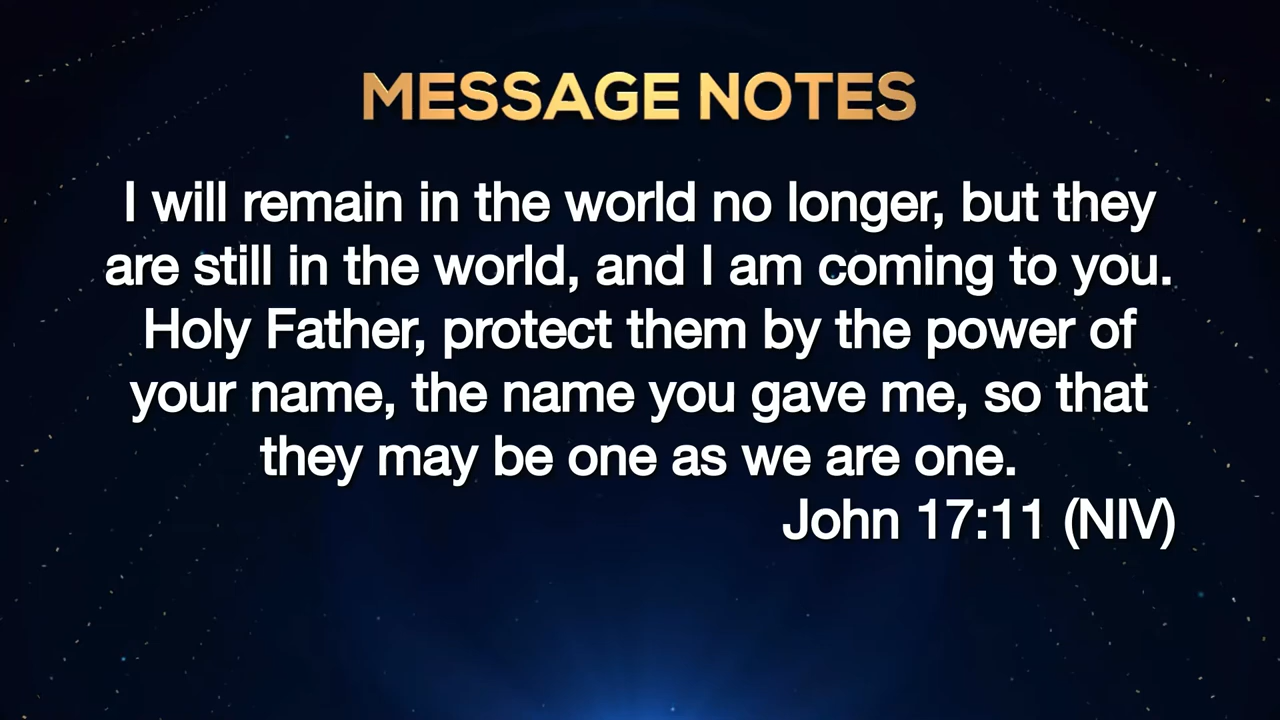 MESSAGE NOTES
I will remain in the world no longer, but they
are still in the world, and I am coming to you.
Holy Father, protect them by the power of
your name, the name you gave me, so that
they may be one as we are one.
John 17:11 (NIV)